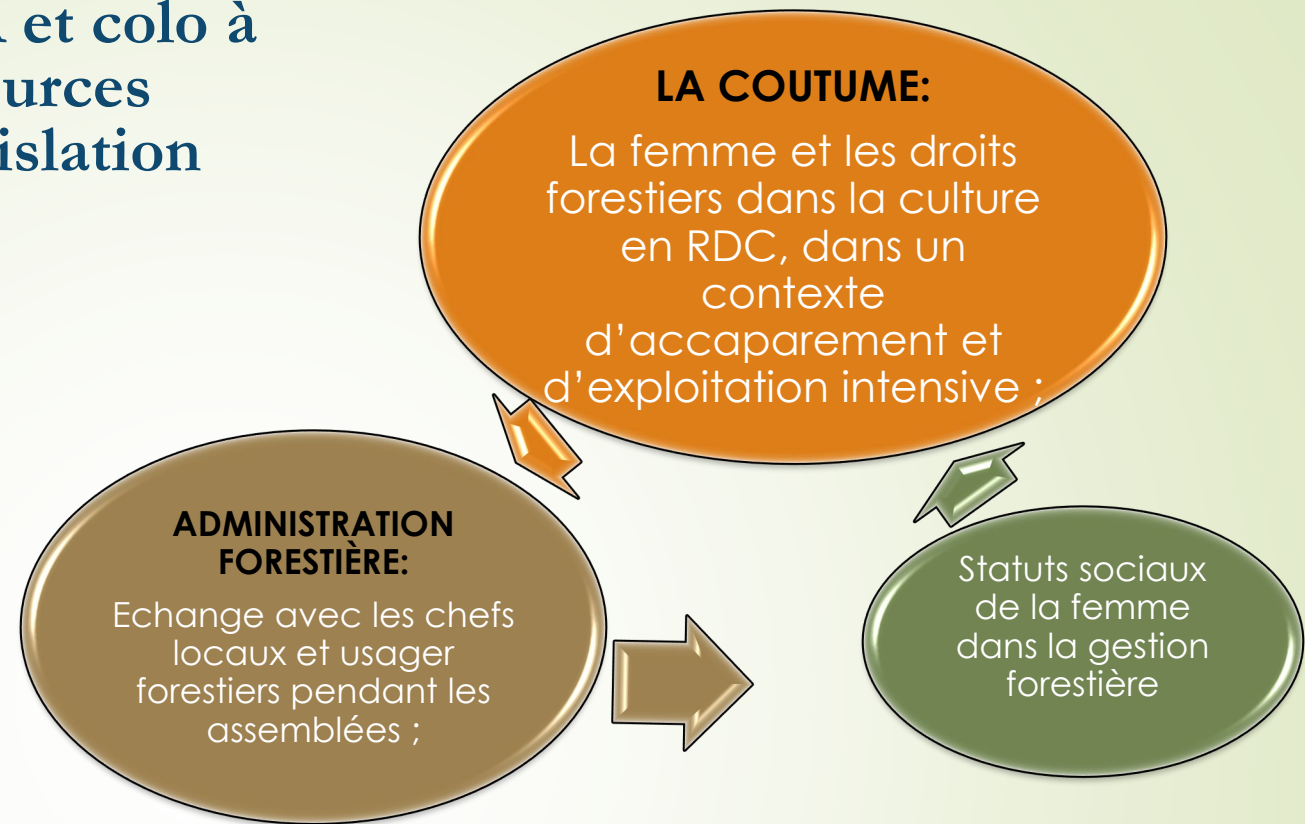 et colo à
islation
LA COUTUME:
La femme et les droits
forestiers dans la culture
en RDC, dans un
contexte
d’accaparement et
d’exploitation intensive ;
ADMINISTRATION
FORESTIÈRE:
Echange avec les chefs
locaux et usager
forestiers pendant les
assemblées ;
Statuts sociaux
de la femme
dans la gestion
forestière